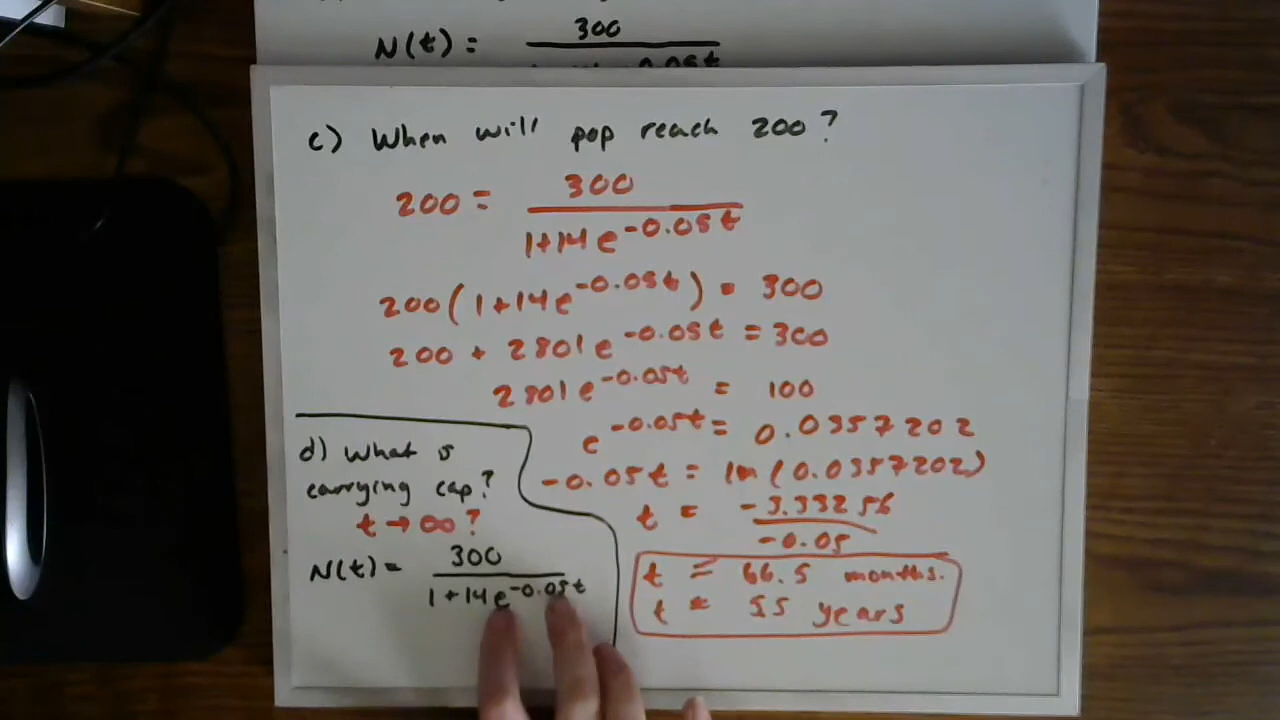 N(t) = 300
c) When will pop reach 200?
200 = 300 / 1+14e^-0.05t
200(1+14e^-0.05t) = 300
200 + 2801e^-0.05t = 300
2801e^-0.05t = 100
e^-0.05t = 0.0357202
-0.05t = ln(0.0357202)
t = -3.33256 / -0.05
t = 66.5 months.
t = 55 years
d) What is
carrying cap?
t → ∞?
N(t) = 300 / 1+14e^-0.05t